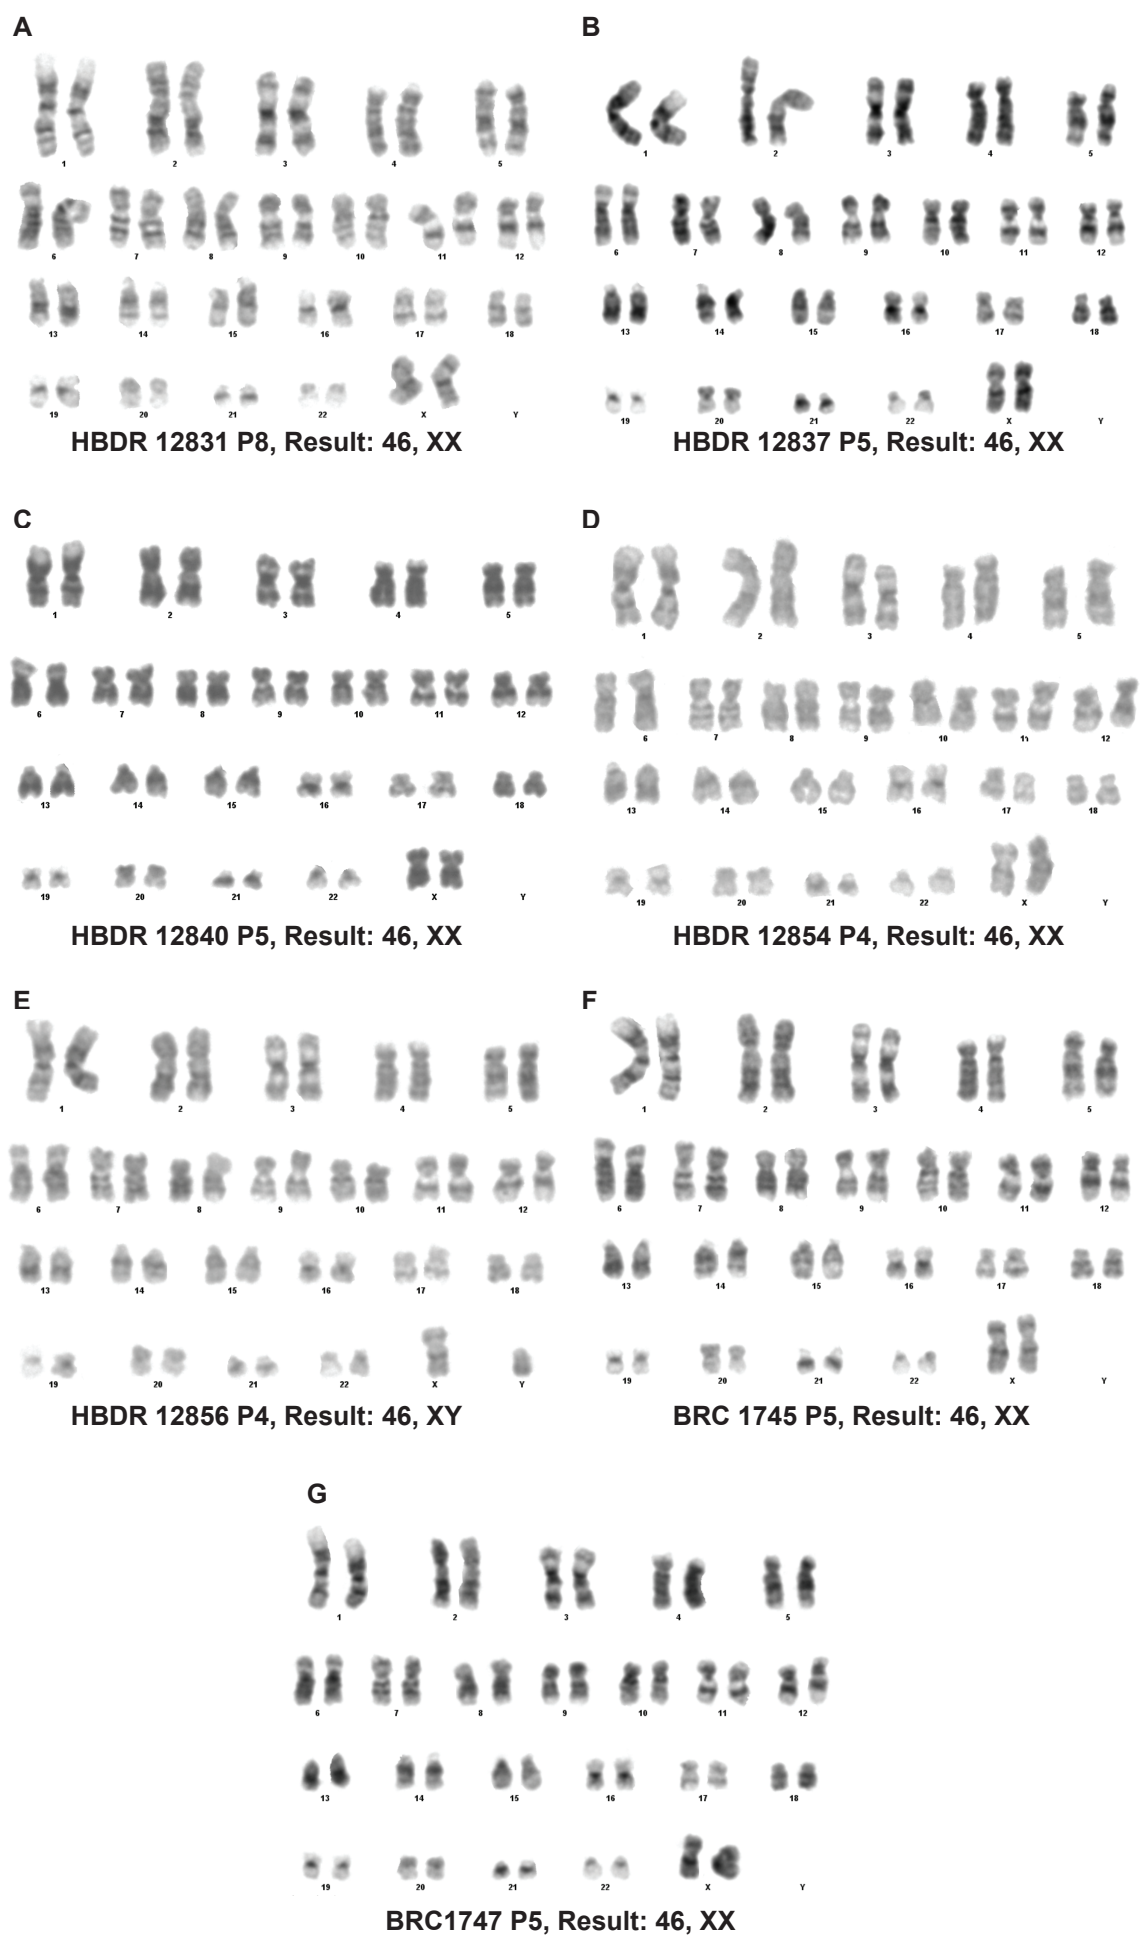 A
1 2 3 4 5
6 7 8 9 10 11 12
13 14 15 16 17 18
19 20 21 22 X Y
HBDR 12831 P8, Result: 46, XX
B
1 2 3 4 5
6 7 8 9 10 11 12
13 14 15 16 17 18
19 20 21 22 X Y
HBDR 12837 P5, Result: 46, XX
C
1 2 3 4 5
6 7 8 9 10 11 12
13 14 15 16 17 18
19 20 21 22 X Y
HBDR 12840 P5, Result: 46, XX
D
1 2 3 4 5
6 7 8 9 10 11 12
13 14 15 16 17 18
19 20 21 22 X Y
HBDR 12854 P4, Result: 46, XX
E
1 2 3 4 5
6 7 8 9 10 11 12
13 14 15 16 17 18
19 20 21 22 X Y
HBDR 12856 P4, Result: 46, XY
F
1 2 3 4 5
6 7 8 9 10 11 12
13 14 15 16 17 18
19 20 21 22 X Y
BRC 1745 P5, Result: 46, XX
G
1 2 3 4 5
6 7 8 9 10 11 12
13 14 15 16 17 18
19 20 21 22 X Y
BRC1747 P5, Result: 46, XX